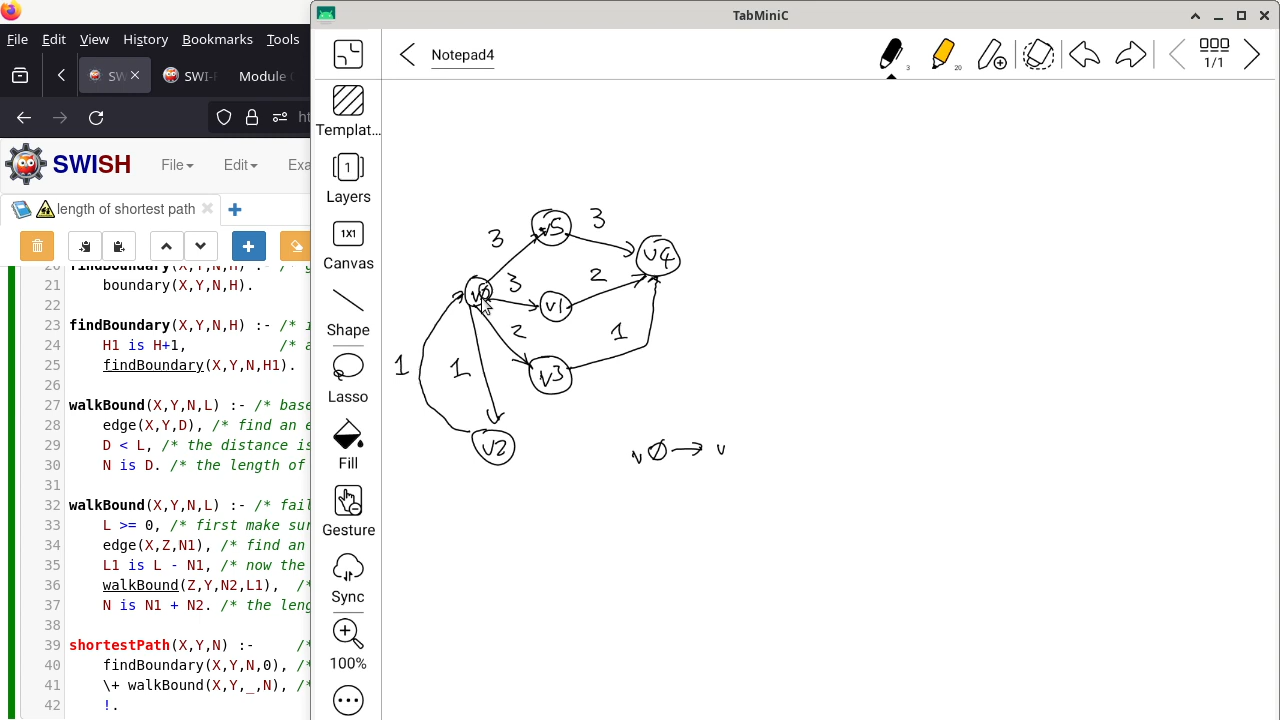 TabMiniC
File Edit View History Bookmarks Tools
SWI-
Module
SWISH
File Edit
length of shortest path
21 boundary(X,Y,N,H).
22
23 findBoundary(X,Y,N,H) :- /*
24 H1 is H+1, /*
25 findBoundary(X,Y,N,H1).
26
27 walkBound(X,Y,N,L) :- /* base
28 edge(X,Y,D), /* find an
29 D < L, /* the distance is
30 N is D. /* the length of
31
32 walkBound(X,Y,N,L) :- /*
33 L >= 0, /* first make
34 edge(X,Z,N1), /* find an
35 L1 is L - N1, /* now the
36 walkBound(Z,Y,N2,L1), /*
37 N is N1 + N2. /* the
38
39 shortestPath(X,Y,N) :- /*
40 findBoundary(X,Y,N,0), /*
41 \+ walkBound(X,Y,_,N), /*
42 !.
Notepad4
3
20
1/1
Templat...
1
Layers
1X1
Canvas
Shape
Lasso
Fill
Gesture
Sync
100%
v5
3
3
v4
v0
3
v1
2
2
1
v3
1
1
v2
v0 → v